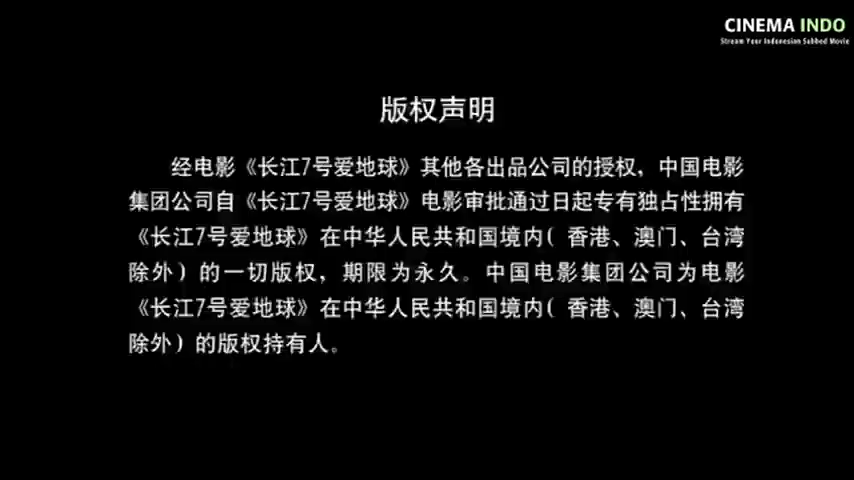 CINEMA INDO
Stream Your Indonesian Subbed Movie
版权声明
经电影《长江7号爱地球》其他各出品公司的授权，中国电影
集团公司自《长江7号爱地球》电影审批通过日起专有独占性拥有
《长江7号爱地球》在中华人民共和国境内（香港、澳门、台湾
除外）的一切版权，期限为永久。中国电影集团公司为电影
《长江7号爱地球》在中华人民共和国境内（香港、澳门、台湾
除外）的版权持有人。